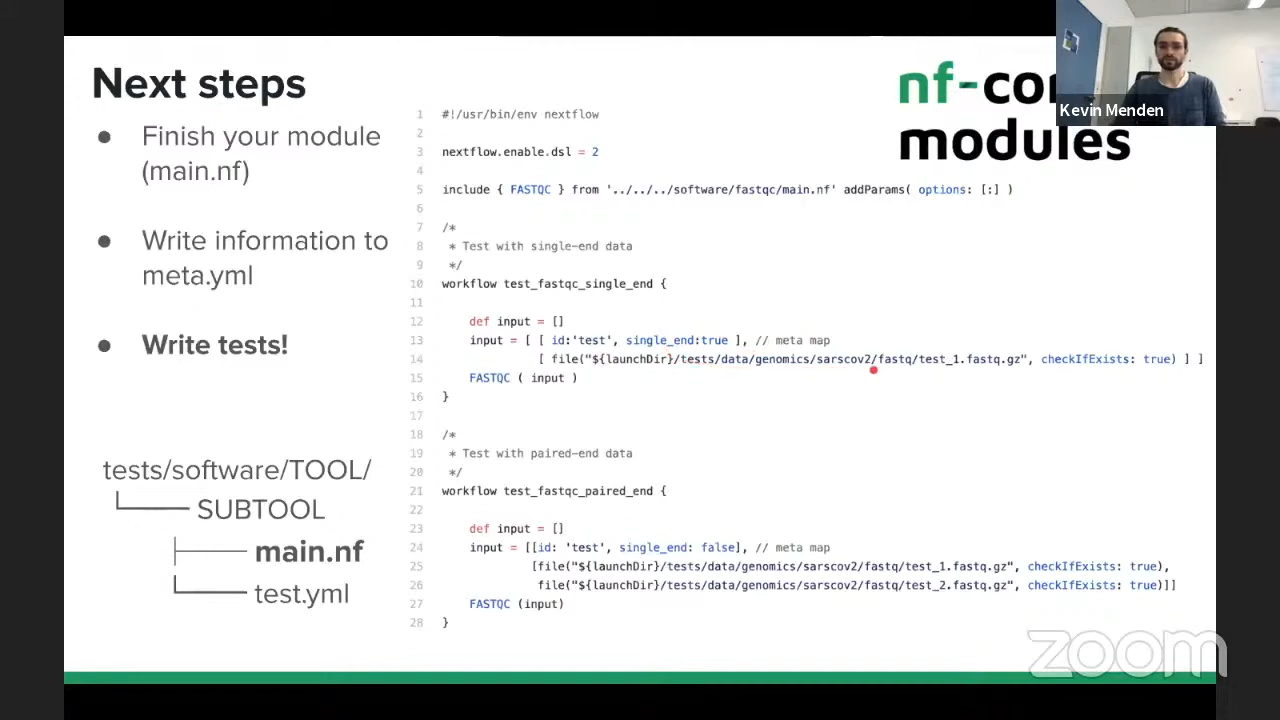 Next steps
● Finish your module
(main.nf)
● Write information to
meta.yml
● Write tests!
tests/software/TOOL/
SUBTOOL
main.nf
test.yml
1 #!/usr/bin/env nextflow
2
3 nextflow.enable.dsl = 2
4
5 include { FASTQC } from '../../../software/fastqc/main.nf' addParams( options: [:] )
6
7 /*
8 * Test with single-end data
9 */
10 workflow test_fastqc_single_end {
11
12 def input = []
13 input = [ [ id:'test', single_end:true ], // meta map
14 [ file("${launchDir}/tests/data/genomics/sarscov2/fastq/test_1.fastq.gz", checkIfExists: true) ] ]
15 FASTQC ( input )
16 }
17
18 /*
19 * Test with paired-end data
20 */
21 workflow test_fastqc_paired_end {
22
23 def input = []
24 input = [[id: 'test', single_end: false], // meta map
25 [file("${launchDir}/tests/data/genomics/sarscov2/fastq/test_1.fastq.gz", checkIfExists: true),
26 file("${launchDir}/tests/data/genomics/sarscov2/fastq/test_2.fastq.gz", checkIfExists: true)]]
27 FASTQC (input)
28 }
nf-co
modules
Kevin Menden
zoom